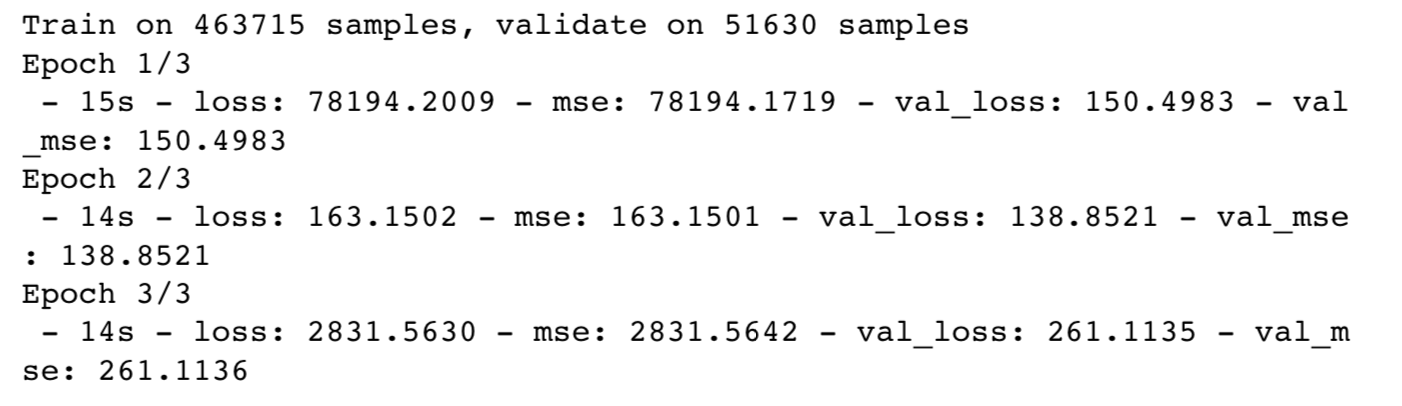 Train on 463715 samples, validate on 51630 samples
Epoch 1/3
 - 15s - loss: 78194.2009 - mse: 78194.1719 - val_loss: 150.4983 - val
_mse: 150.4983
Epoch 2/3
 - 14s - loss: 163.1502 - mse: 163.1501 - val_loss: 138.8521 - val_mse
: 138.8521
Epoch 3/3
 - 14s - loss: 2831.5630 - mse: 2831.5642 - val_loss: 261.1135 - val_m
se: 261.1136